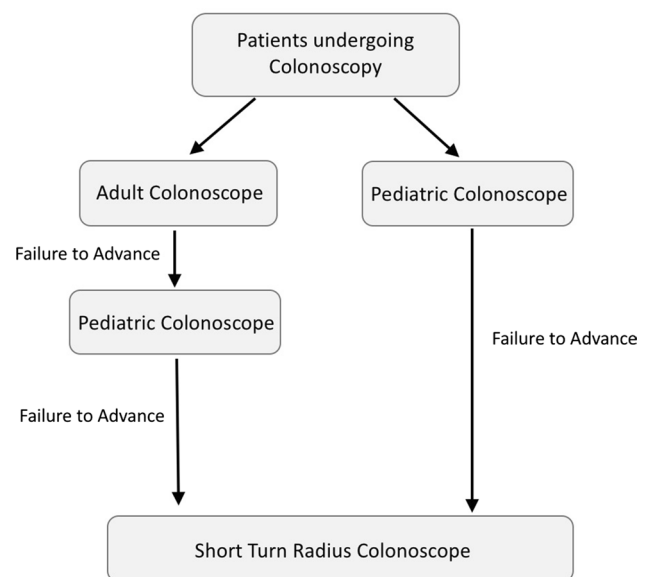 Patients undergoing
Colonoscopy
Adult Colonoscope
Pediatric Colonoscope
Failure to Advance
Pediatric Colonoscope
Failure to Advance
Failure to Advance
Short Turn Radius Colonoscope